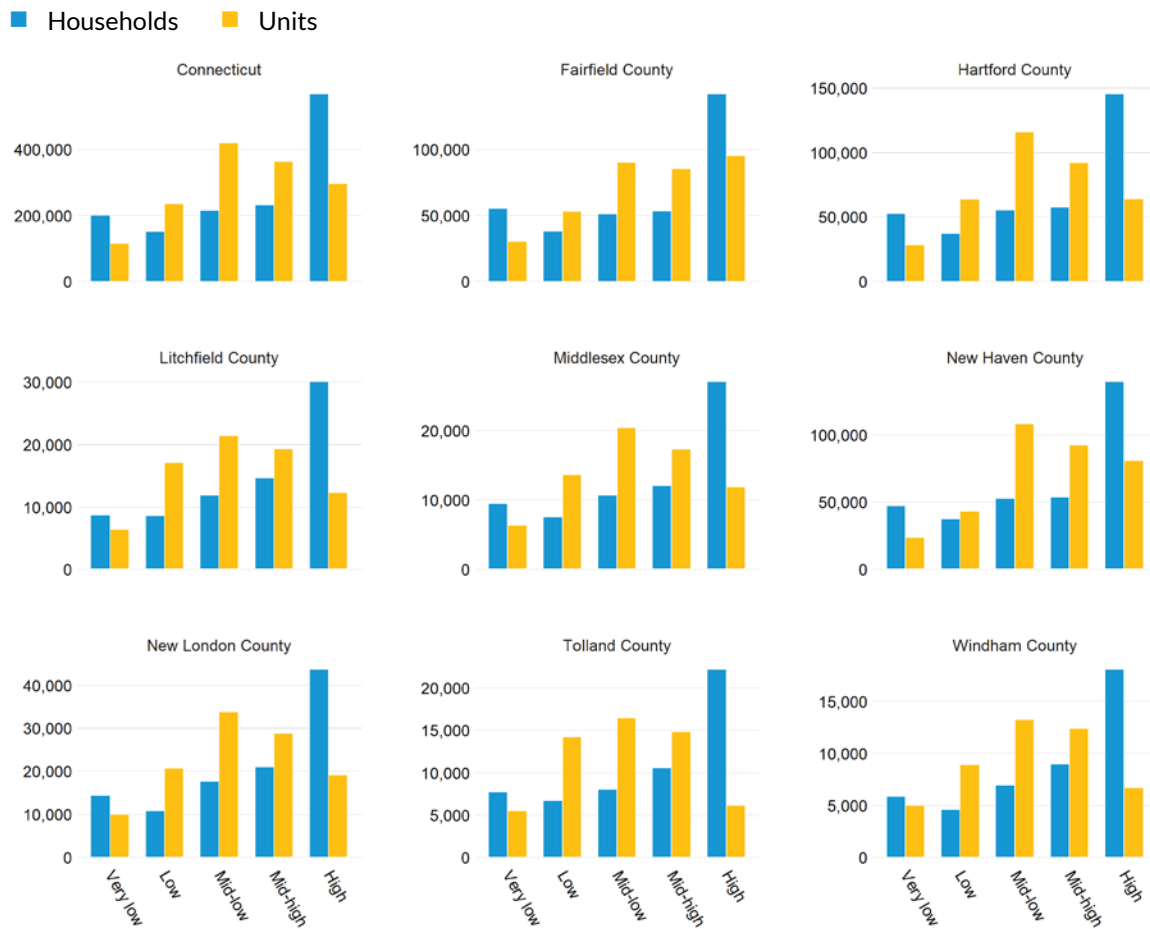 Households Units
Connecticut Fairfield County Hartford County
150,000
400,000 100,000 100,000
200,000 50,000 50,000
0 0 0
Litchfield County Middlesex County New Haven County
30,000
20,000 20,000 100,000
10,000 10,000 50,000
0 0 0
New London County Tolland County Windham County
40,000 20,000 15,000
30,000 15,000
20,000 10,000 10,000
10,000 5,000 5,000
0 0 0
Very low Low Mid-low Mid-high High Very low Low Mid-low Mid-high High Very low Low Mid-low Mid-high High